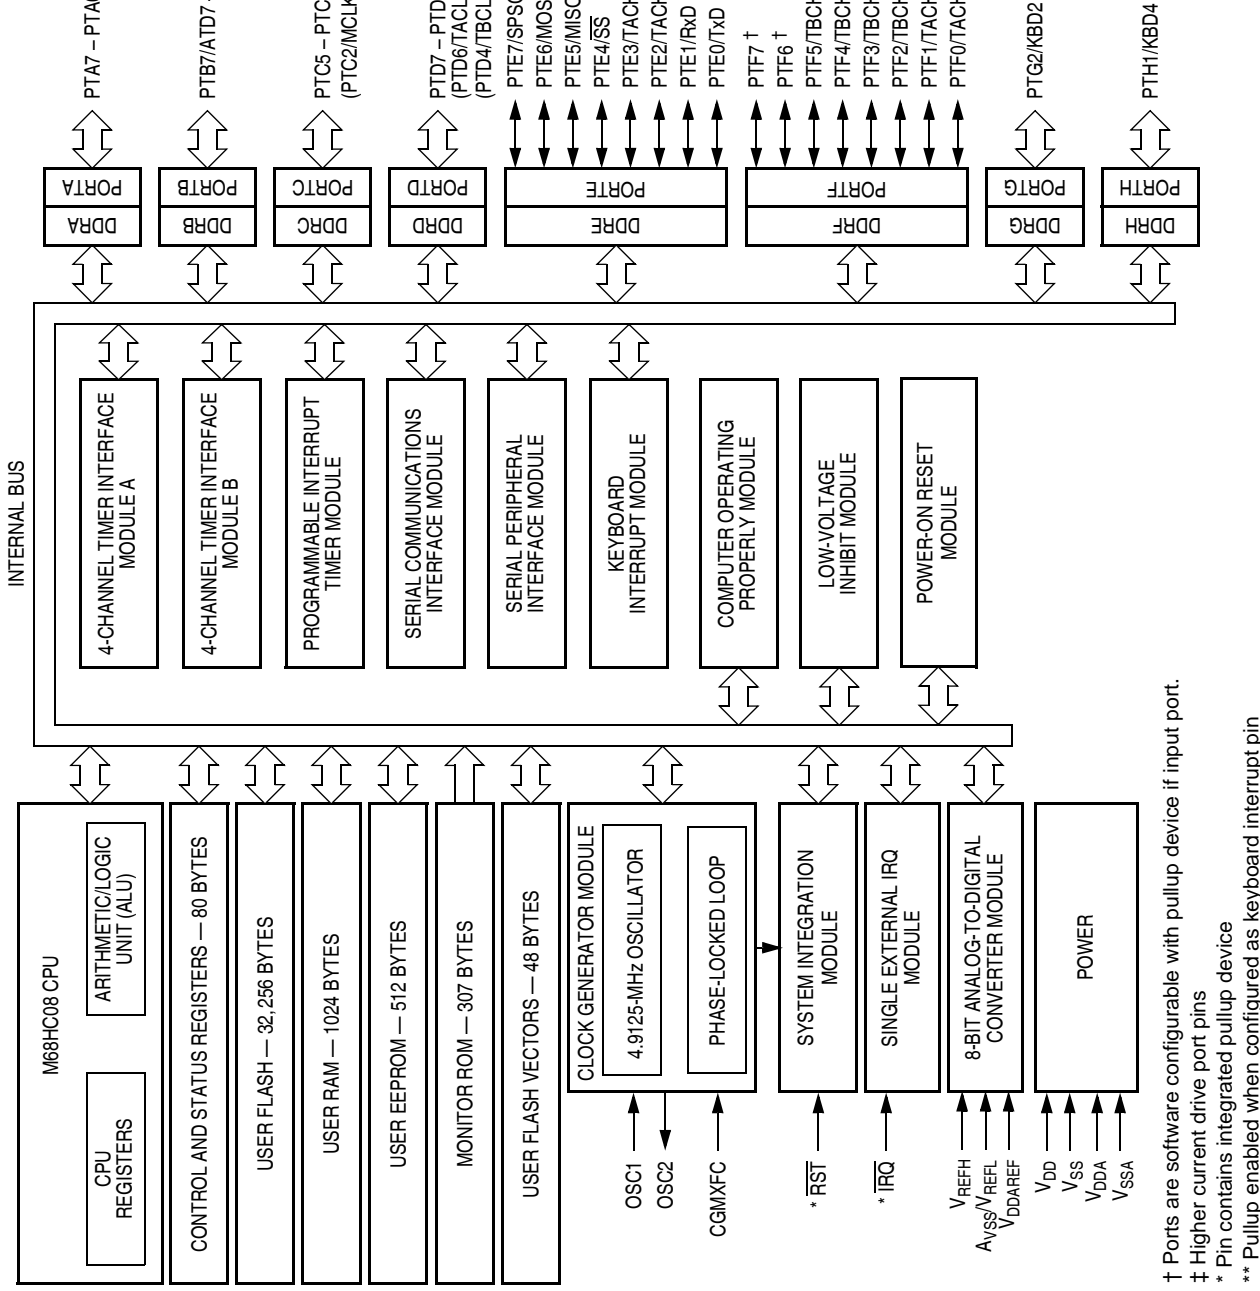 INTERNAL BUS
M68HC08 CPU
CPU
REGISTERS
ARITHMETIC/LOGIC
UNIT (ALU)
CONTROL AND STATUS REGISTERS — 80 BYTES
USER FLASH — 32,256 BYTES
USER RAM — 1024 BYTES
USER EEPROM — 512 BYTES
MONITOR ROM — 307 BYTES
USER FLASH VECTORS — 48 BYTES
CLOCK GENERATOR MODULE
4.9125-MHz OSCILLATOR
PHASE-LOCKED LOOP
OSC1
OSC2
CGMXFC
SYSTEM INTEGRATION
MODULE
* RST
SINGLE EXTERNAL IRQ
MODULE
* IRQ
8-BIT ANALOG-TO-DIGITAL
CONVERTER MODULE
VREFH
AVSS/VREFL
VDDAREF
POWER
VDD
VSS
VDDA
VSSA
4-CHANNEL TIMER INTERFACE
MODULE A
4-CHANNEL TIMER INTERFACE
MODULE B
PROGRAMMABLE INTERRUPT
TIMER MODULE
SERIAL COMMUNICATIONS
INTERFACE MODULE
SERIAL PERIPHERAL
INTERFACE MODULE
KEYBOARD
INTERRUPT MODULE
COMPUTER OPERATING
PROPERLY MODULE
LOW-VOLTAGE
INHIBIT MODULE
POWER-ON RESET
MODULE
DDRA
PORTA
PTA7 – PTA
DDRB
PORTB
PTB7/ATD7
DDRC
PORTC
PTC5 – PTC
(PTC2/MCLK
DDRD
PORTD
PTD7 – PTD
(PTD6/TACL
(PTD4/TBCL
DDRE
PORTE
PTE7/SPSC
PTE6/MOS
PTE5/MISO
PTE4/SS
PTE3/TACH
PTE2/TACH
PTE1/RxD
PTE0/TxD
DDRF
PORTF
PTF7 †
PTF6 †
PTF5/TBCH
PTF4/TBCH
PTF3/TBCH
PTF2/TBCH
PTF1/TACH
PTF0/TACH
DDRG
PORTG
PTG2/KBD2
DDRH
PORTH
PTH1/KBD4
† Ports are software configurable with pullup device if input port.
‡ Higher current drive port pins
* Pin contains integrated pullup device
** Pullup enabled when configured as keyboard interrupt pin